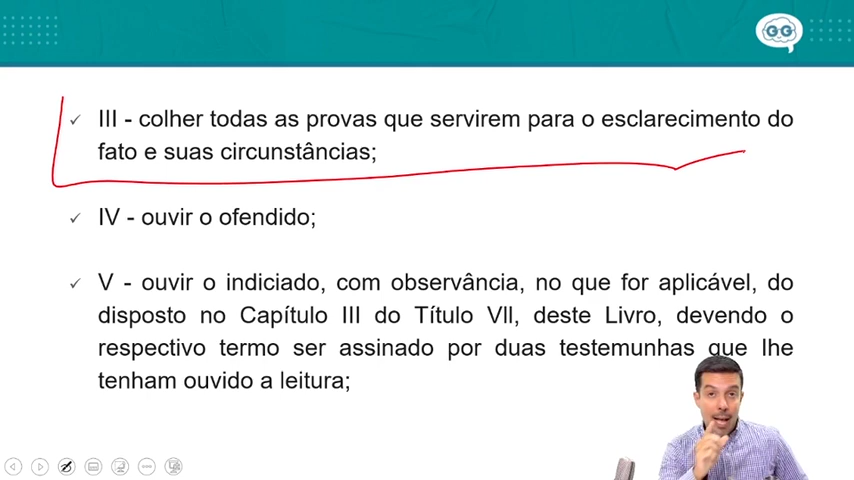 GG
III - colher todas as provas que servirem para o esclarecimento do
fato e suas circunstâncias;
IV - ouvir o ofendido;
V - ouvir o indiciado, com observância, no que for aplicável, do
disposto no Capítulo III do Título Vll, deste Livro, devendo o
respectivo termo ser assinado por duas testemunhas que lhe
tenham ouvido a leitura;